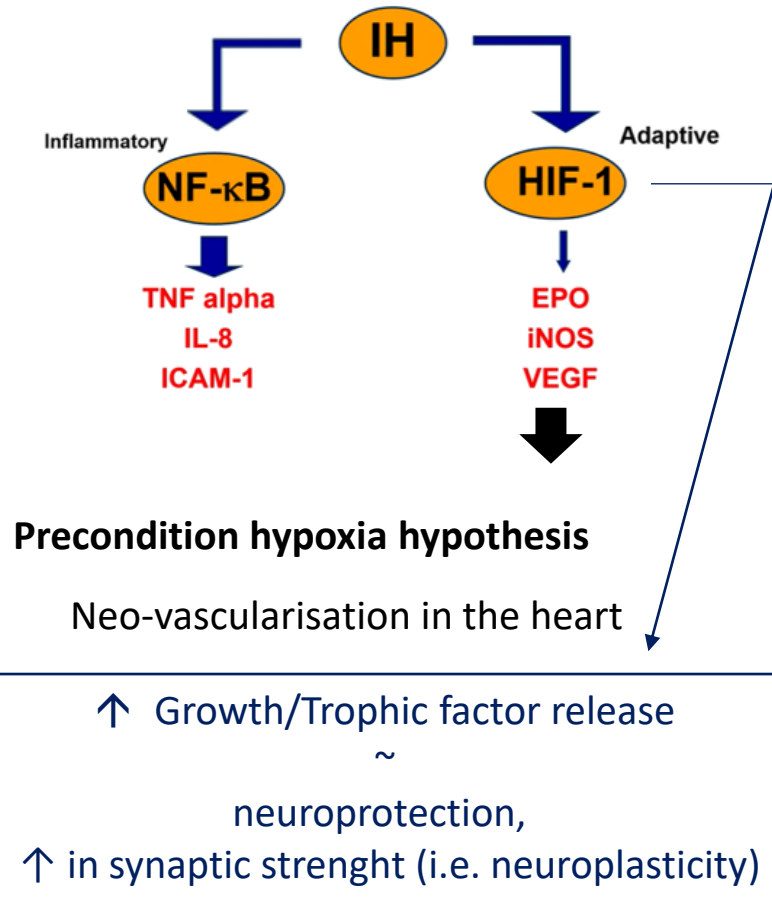 IH
Inflammatory
Adaptive
NF-κB
HIF-1
TNF alpha
IL-8
ICAM-1
EPO
iNOS
VEGF
Precondition hypoxia hypothesis
Neo-vascularisation in the heart
↑ Growth/Trophic factor release
~
neuroprotection,
↑ in synaptic strenght (i.e. neuroplasticity)